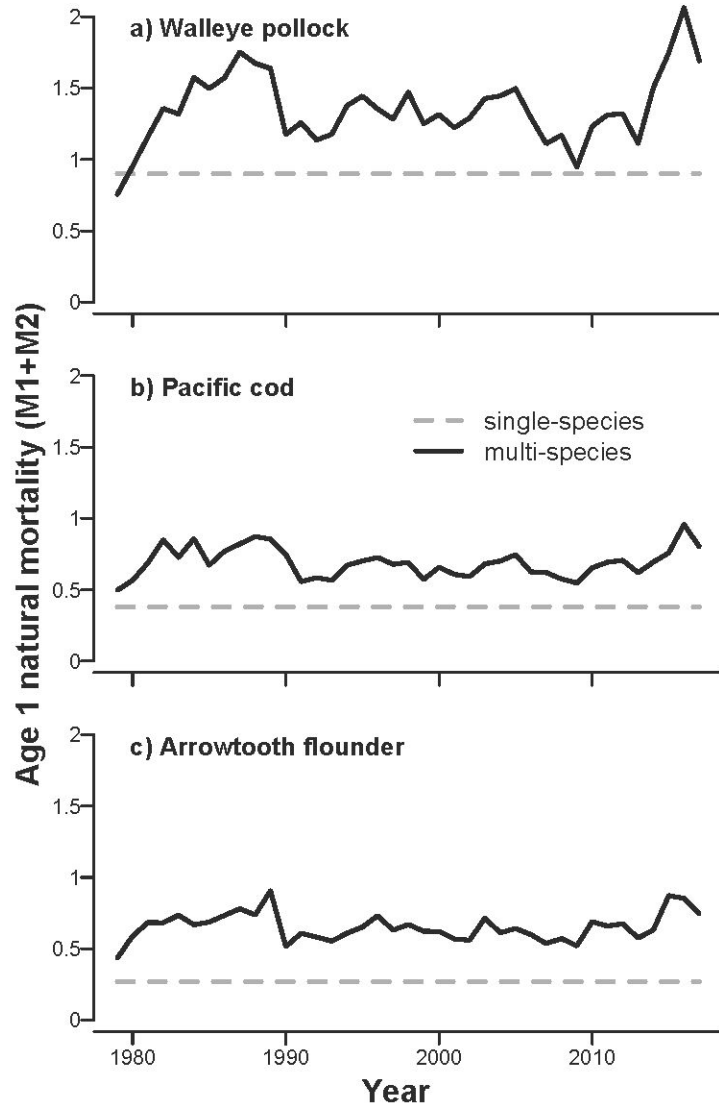 a) Walleye pollock
2
1.5
1
0.5
0
b) Pacific cod
2
1.5
1
0.5
0
single-species
multi-species
c) Arrowtooth flounder
2
1.5
1
0.5
0
1980
1990
2000
2010
Year
Age 1 natural mortality (M1+M2)